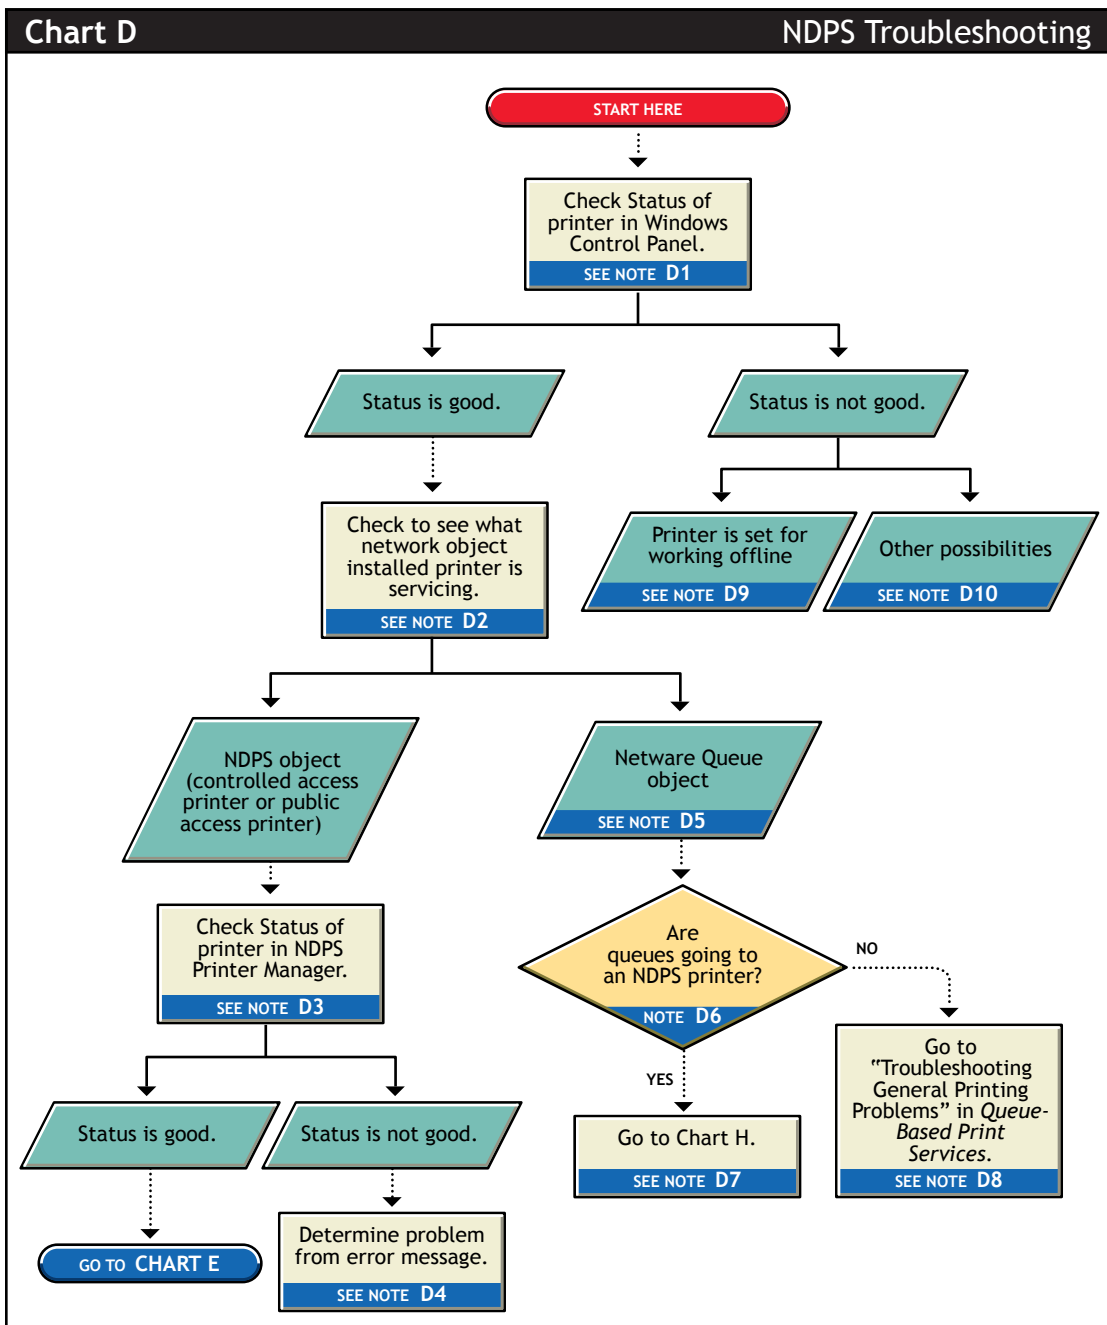 Chart D
NDPS Troubleshooting
START HERE
Check Status of
printer in Windows
Control Panel.
SEE NOTE D1
Status is good.
Status is not good.
Check to see what
network object
installed printer is
servicing.
SEE NOTE D2
Printer is set for
working offline
SEE NOTE D9
Other possibilities
SEE NOTE D10
NDPS object
(controlled access
printer or public
access printer)
Netware Queue
object
SEE NOTE D5
Check Status of
printer in NDPS
Printer Manager.
SEE NOTE D3
Are
queues going to
an NDPS printer?
NOTE D6
NO
YES
Status is good.
Status is not good.
Go to Chart H.
SEE NOTE D7
Go to
“Troubleshooting
General Printing
Problems” in Queue-
Based Print
Services.
SEE NOTE D8
GO TO CHART E
Determine problem
from error message.
SEE NOTE D4